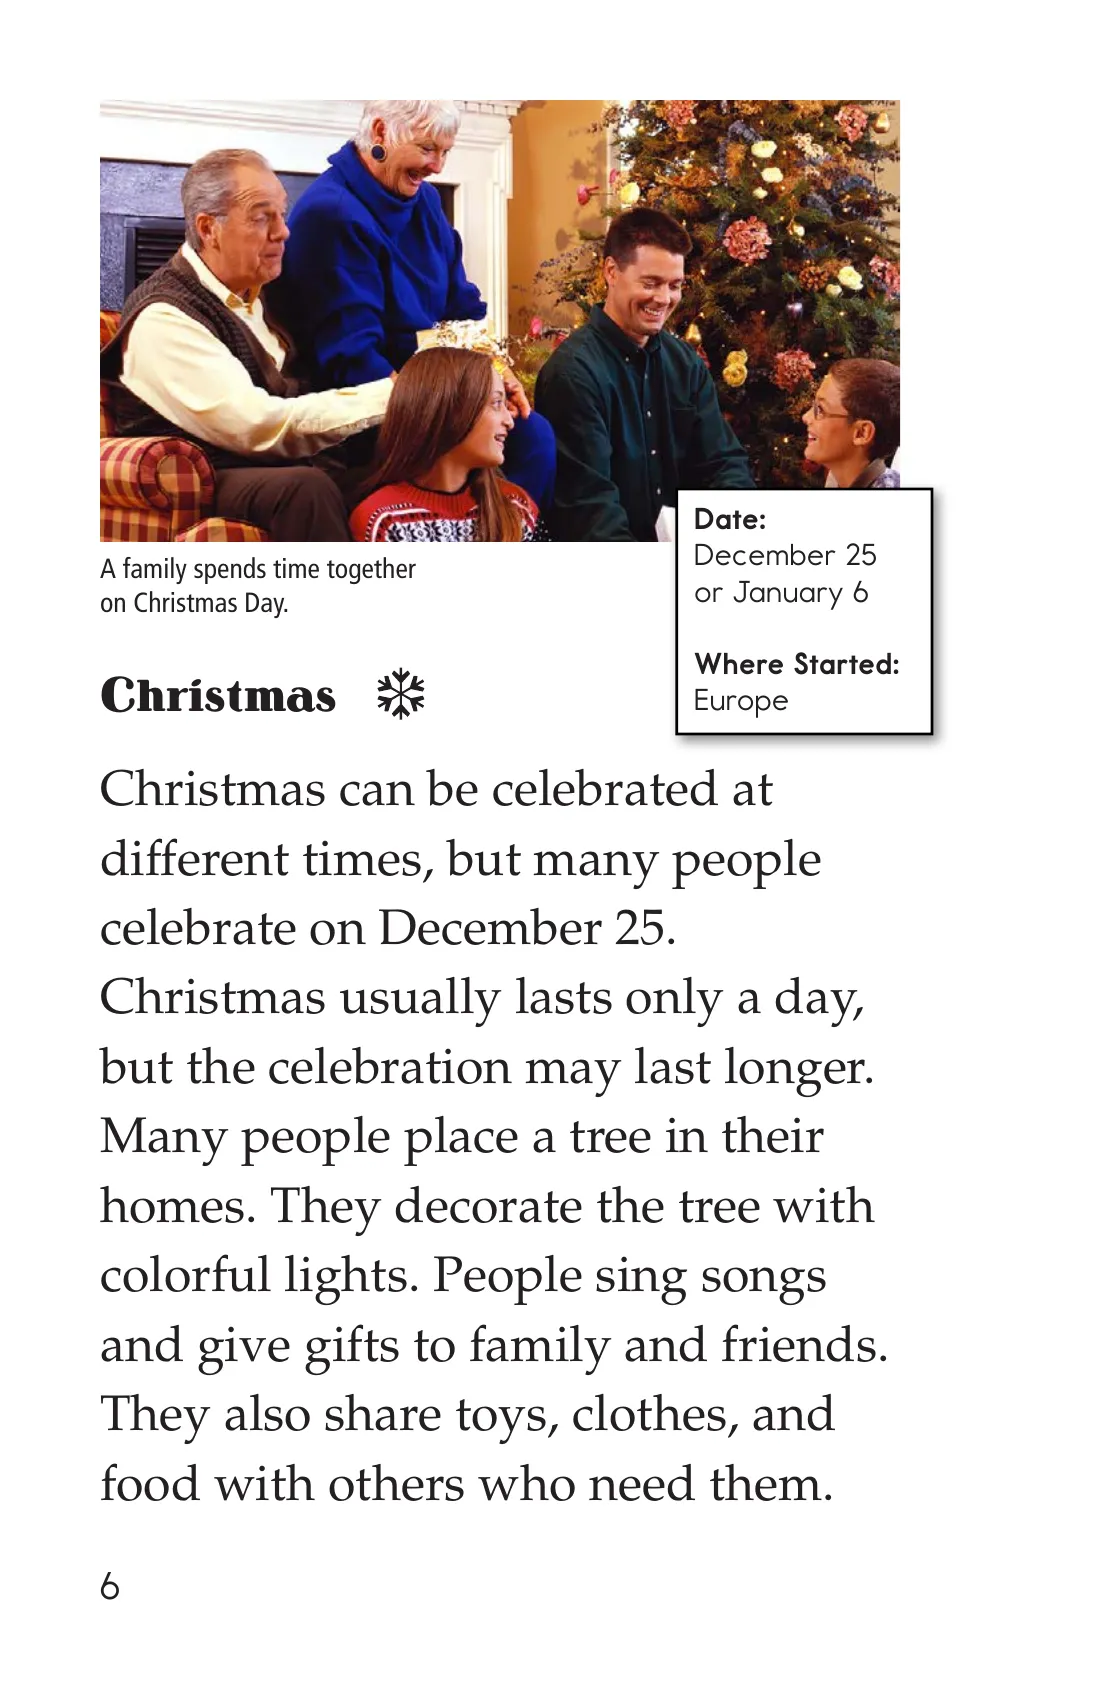 A family spends time together
on Christmas Day.
Date:
December 25
or January 6
Where Started:
Europe
Christmas
Christmas can be celebrated at
different times, but many people
celebrate on December 25.
Christmas usually lasts only a day,
but the celebration may last longer.
Many people place a tree in their
homes. They decorate the tree with
colorful lights. People sing songs
and give gifts to family and friends.
They also share toys, clothes, and
food with others who need them.
6